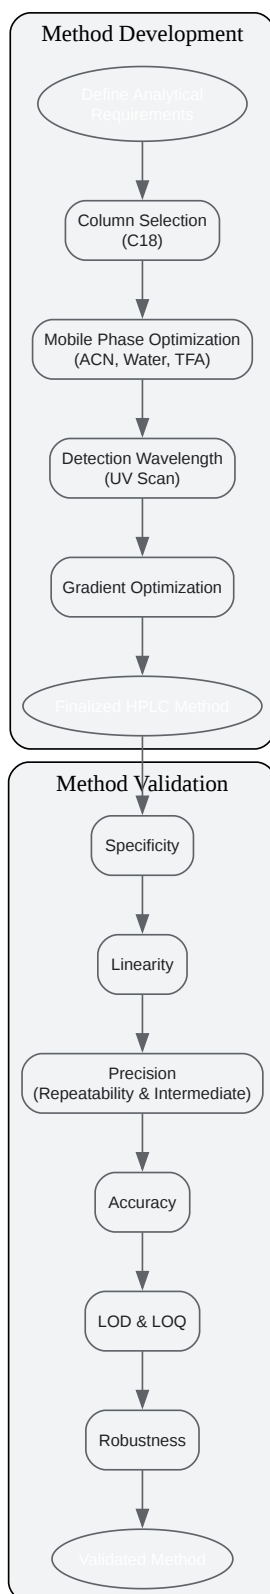 Method Development
Define Analytical
Requirements
Column Selection
(C18)
Mobile Phase Optimization
(ACN, Water, TFA)
Detection Wavelength
(UV Scan)
Gradient Optimization
Finalized HPLC Method
Method Validation
Specificity
Linearity
Precision
(Repeatability & Intermediate)
Accuracy
LOD & LOQ
Robustness
Validated Method